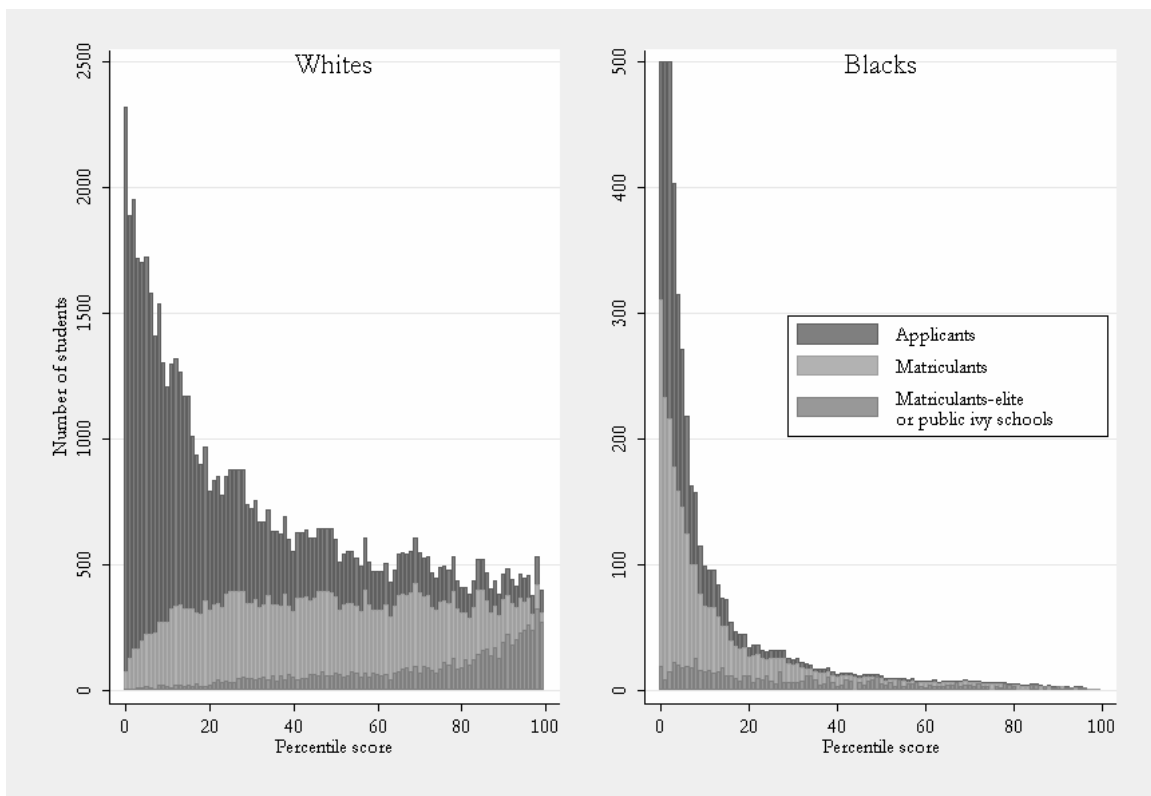 Whites
2500
2000
1500
1000
500
0
Number of students
0 20 40 60 80 100
Percentile score
Blacks
500
400
300
200
100
0
Applicants
Matriculants
Matriculants-elite
or public ivy schools
0 20 40 60 80 100
Percentile score